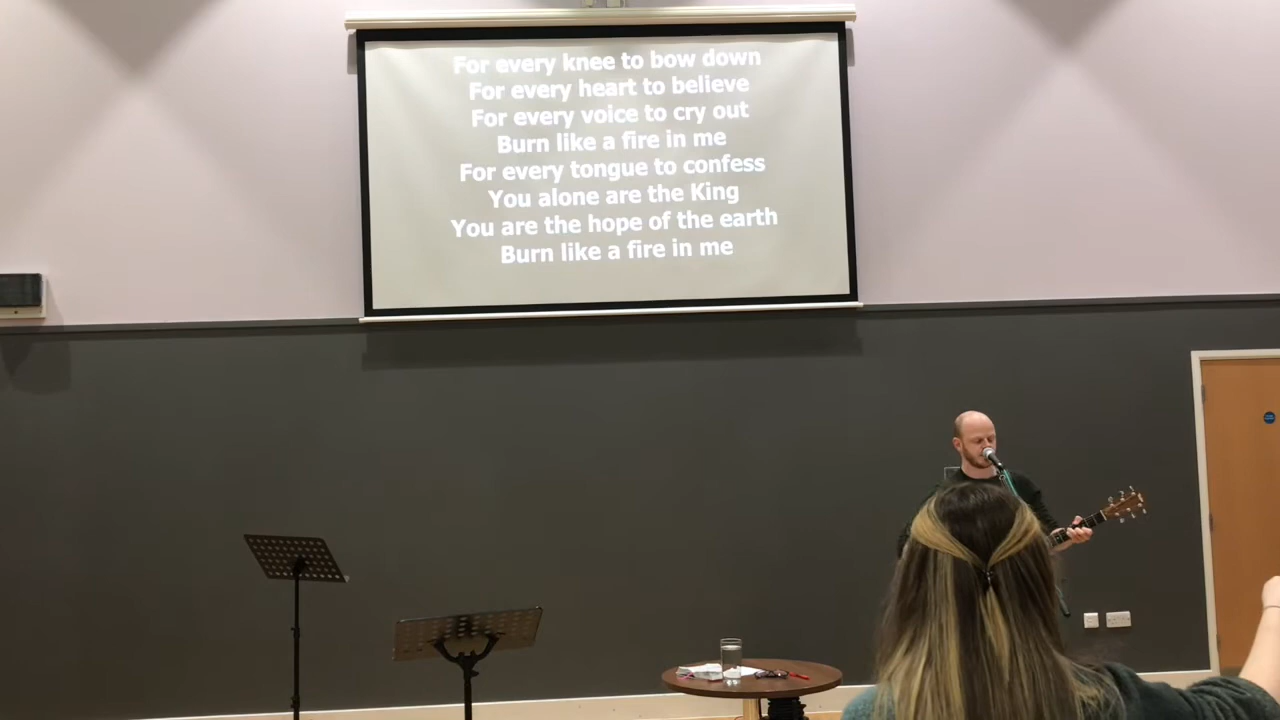 For every knee to bow down
For every heart to believe
For every voice to cry out
Burn like a fire in me
For every tongue to confess
You alone are the King
You are the hope of the earth
Burn like a fire in me